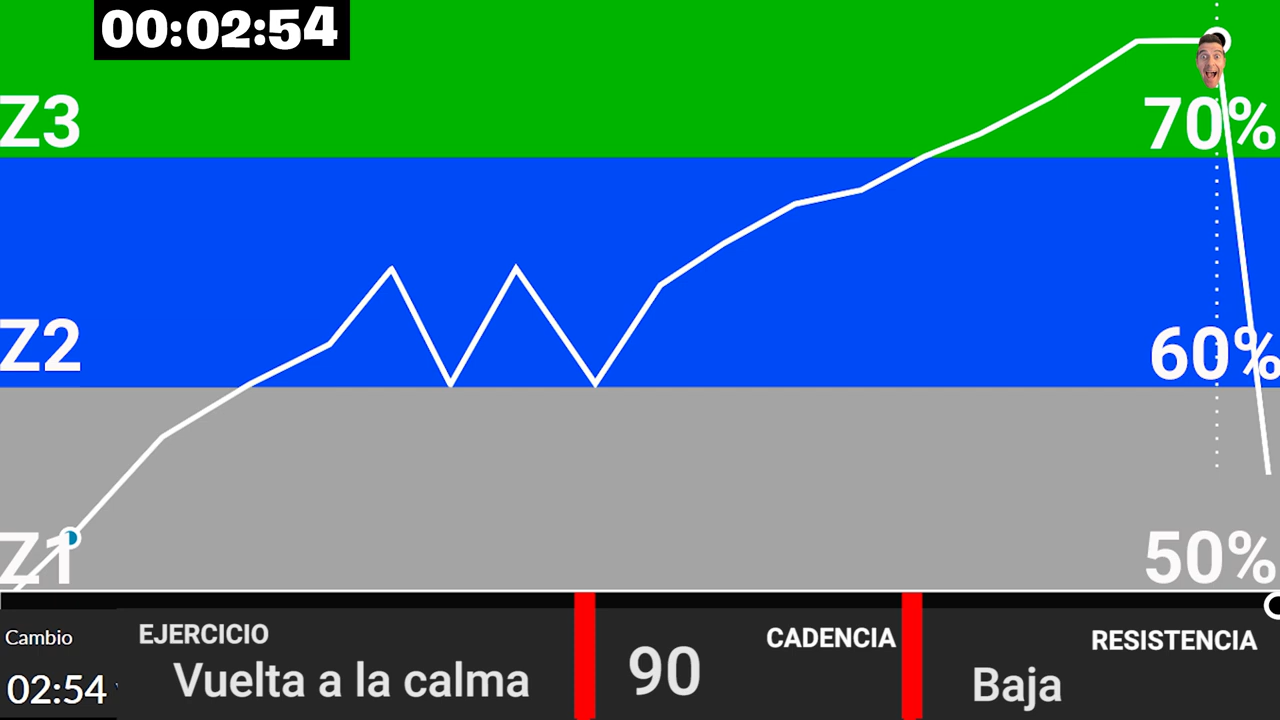 00:02:54
Z3
70%
Z2
60%
Z1
50%
Cambio
02:54
EJERCICIO
Vuelta a la calma
90
CADENCIA
RESISTENCIA
Baja